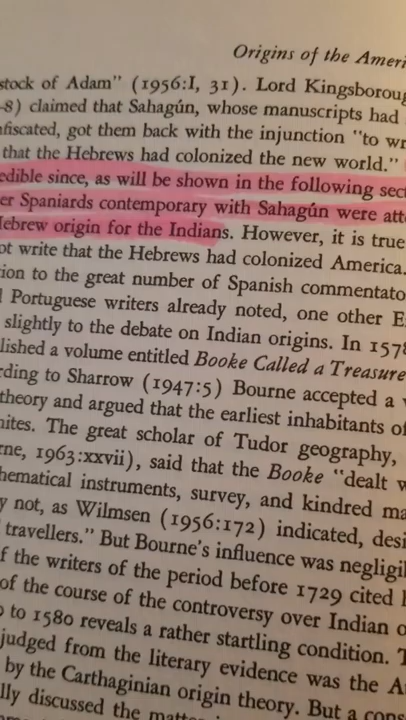 Origins of the Ameri
stock of Adam” (1956:I, 31). Lord Kingsboroug
-8) claimed that Sahagún, whose manuscripts had
nfiscated, got them back with the injunction “to wr
that the Hebrews had colonized the new world.”
edible since, as will be shown in the following sect
er Spaniards contemporary with Sahagún were atte
Hebrew origin for the Indians. However, it is true
ot write that the Hebrews had colonized America.
ion to the great number of Spanish commentato
l Portuguese writers already noted, one other E
slightly to the debate on Indian origins. In 1578
lished a volume entitled Booke Called a Treasure
rding to Sharrow (1947:5) Bourne accepted a
theory and argued that the earliest inhabitants of
nites. The great scholar of Tudor geography,
rne, 1963:xxvii), said that the Booke “dealt w
hematical instruments, survey, and kindred ma
y not, as Wilmsen (1956:172) indicated, desi
travellers.” But Bourne’s influence was negligi
f the writers of the period before 1729 cited
of the course of the controversy over Indian o
to 1580 reveals a rather startling condition. T
judged from the literary evidence was the A
by the Carthaginian origin theory. But a cons
lly discussed the matte